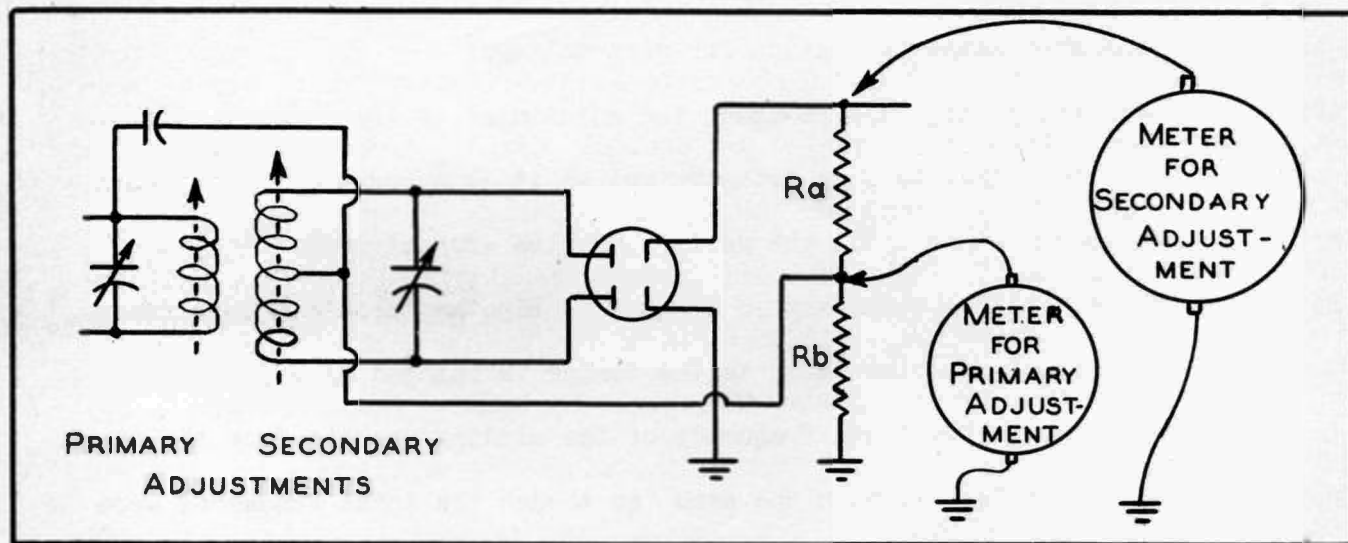 Ra
Rb
METER
FOR
SECONDARY
ADJUST-
MENT
METER
FOR
PRIMARY
ADJUST-
MENT
PRIMARY SECONDARY
ADJUSTMENTS